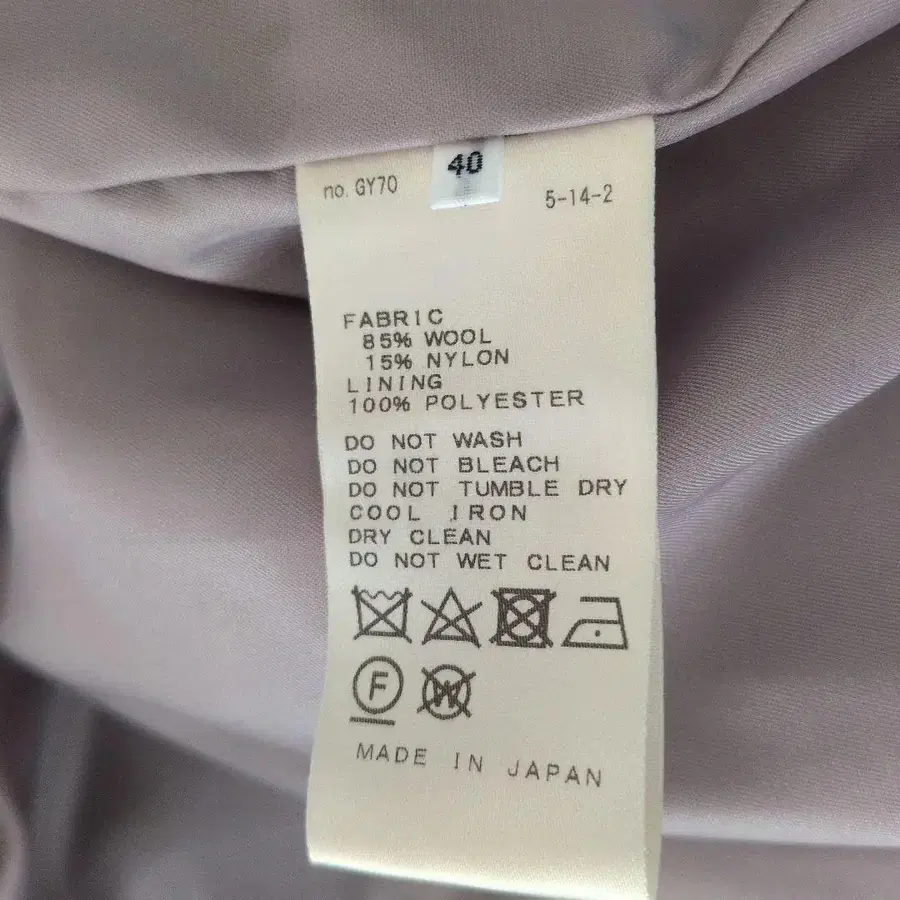 40
no. GY70
5-14-2
FABRIC
85% WOOL
15% NYLON
LINING
100% POLYESTER
DO NOT WASH
DO NOT BLEACH
DO NOT TUMBLE DRY
COOL IRON
DRY CLEAN
DO NOT WET CLEAN
F W
MADE IN JAPAN